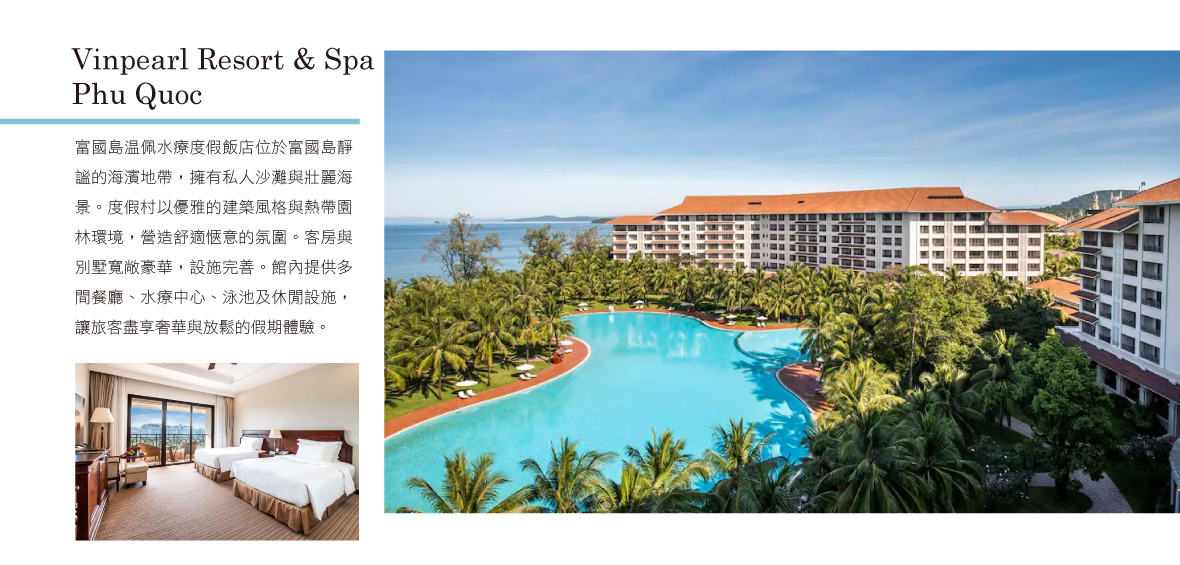 Vinpearl Resort & Spa
Phu Quoc
富國島温佩水療度假飯店位於富國島靜
謐的海濱地帶，擁有私人沙灘與壯麗海
景。度假村以優雅的建築風格與熱帶園
林環境，營造舒適愜意的氛圍。客房與
別墅寬敞豪華，設施完善。館內提供多
間餐廳、水療中心、泳池及休閒設施，
讓旅客盡享奢華與放鬆的假期體驗。